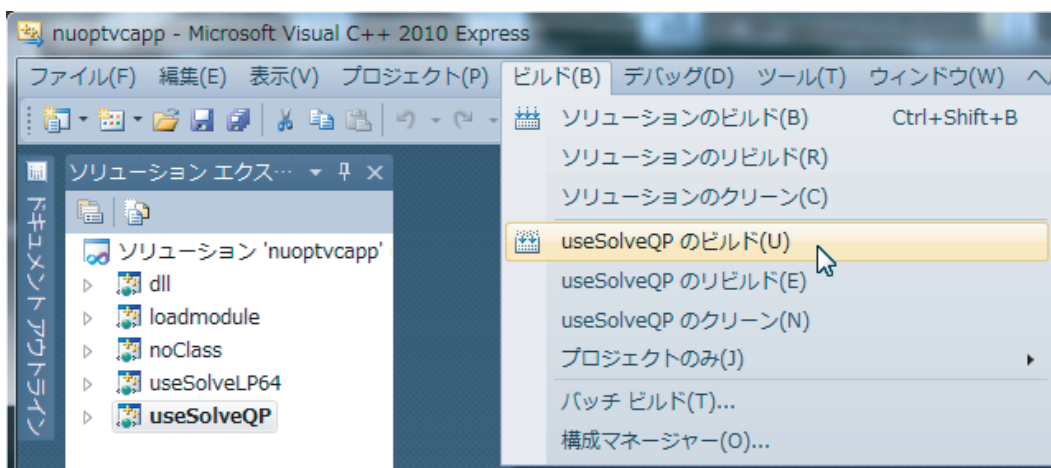 nuoptvcapp - Microsoft Visual C++ 2010 Express
ファイル(F) 編集(E) 表示(V) プロジェクト(P) ビルド(B) デバッグ(D) ツール(T) ウィンドウ(W)
ドキュメント アウトライン
ソリューション エクス…
ソリューション 'nuoptvcapp'
dll
loadmodule
noClass
useSolveLP64
useSolveQP
ソリューションのビルド(B) Ctrl+Shift+B
ソリューションのリビルド(R)
ソリューションのクリーン(C)
useSolveQP のビルド(U)
useSolveQP のリビルド(E)
useSolveQP のクリーン(N)
プロジェクトのみ(J)
バッチ ビルド(T)...
構成マネージャー(O)...